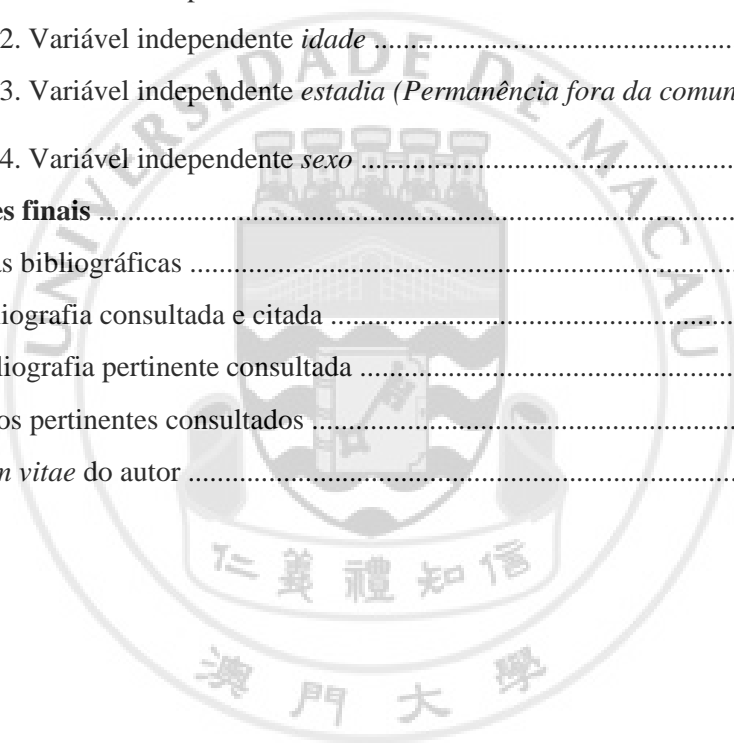 2. Variável independente idade ..........................................................
3. Variável independente estadia (Permanência fora da comun
4. Variável independente sexo ............................................................
es finais ....................................................................................................
as bibliográficas .......................................................................................
liografia consultada e citada .................................................................
liografia pertinente consultada ............................................................
os pertinentes consultados .....................................................................
m vitae do autor .......................................................................................
UNIVERSIDADE DE MACAU
仁義禮知信
澳門大學